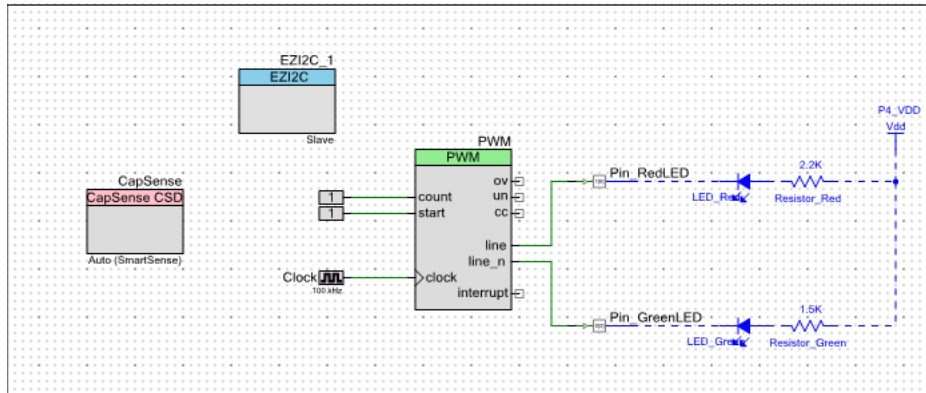 EZI2C_1
EZI2C
Slave
CapSense
CapSense CSD
Auto (SmartSense)
PWM
PWM
1
1
count
start
ov
un
cc
line
line_n
Clock
100 kHz
clock
interrupt
Pin_RedLED
LED_Red
2.2K
Resistor_Red
P4_VDD
Vdd
Pin_GreenLED
1.5K
Resistor_Green